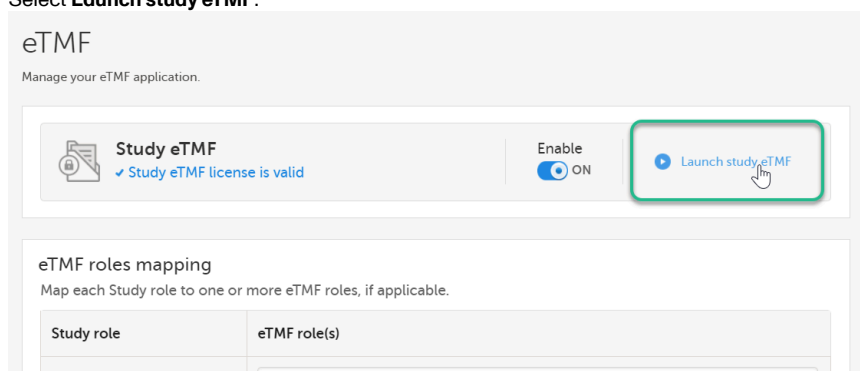 Select Launch study eTMF.
eTMF
Manage your eTMF application.
Study eTMF
Enable
✓ Study eTMF license is valid
ON
Launch study eTMF
eTMF roles mapping
Map each Study role to one or more eTMF roles, if applicable.
Study role
eTMF role(s)